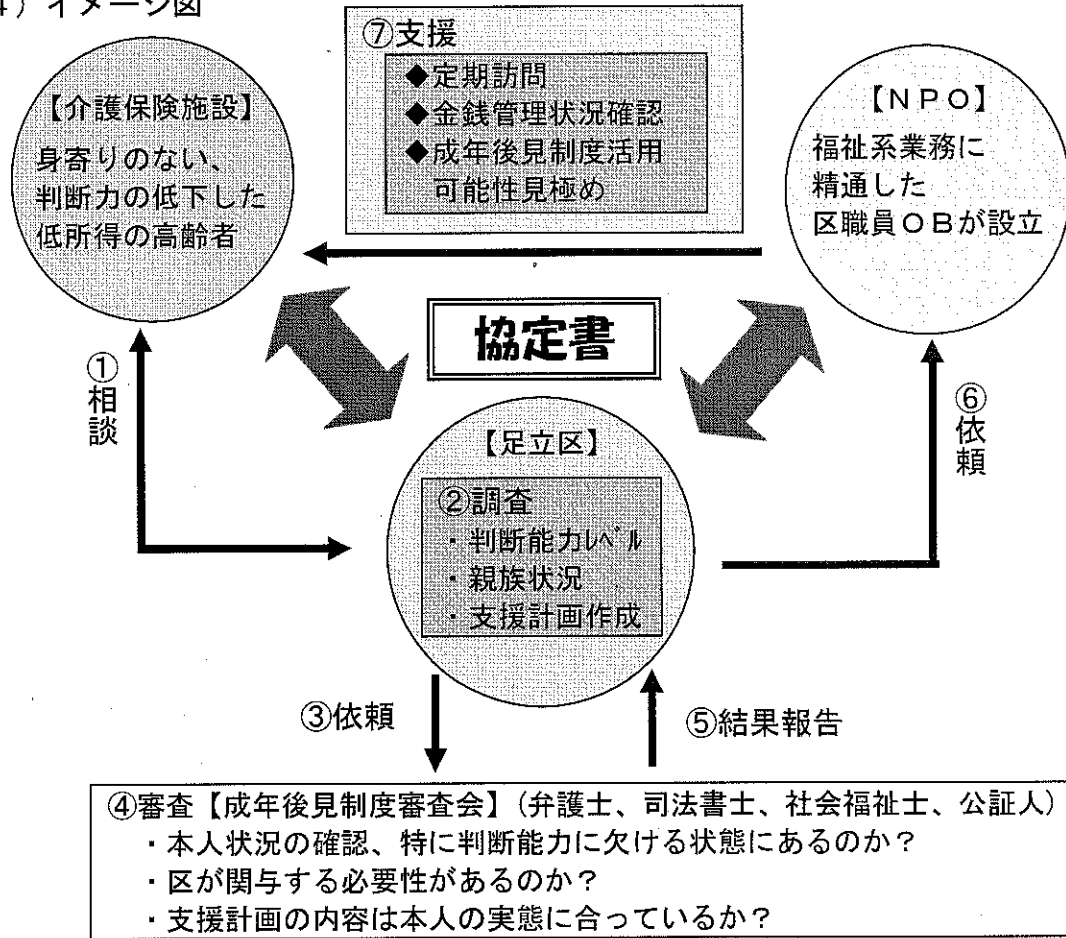 4）イメージ図
⑦支援
◆定期訪問
◆金銭管理状況確認
◆成年後見制度活用
可能性見極め
【介護保険施設】
身寄りのない、
判断力の低下した
低所得の高齢者
【ＮＰＯ】
福祉系業務に
精通した
区職員ＯＢが設立
協定書
①相談
⑥依頼
【足立区】
②調査
・判断能力ﾚﾍﾞﾙ
・親族状況
・支援計画作成
③依頼
⑤結果報告
④審査【成年後見制度審査会】（弁護士、司法書士、社会福祉士、公証人）
・本人状況の確認、特に判断能力に欠ける状態にあるのか？
・区が関与する必要性があるのか？
・支援計画の内容は本人の実態に合っているか？